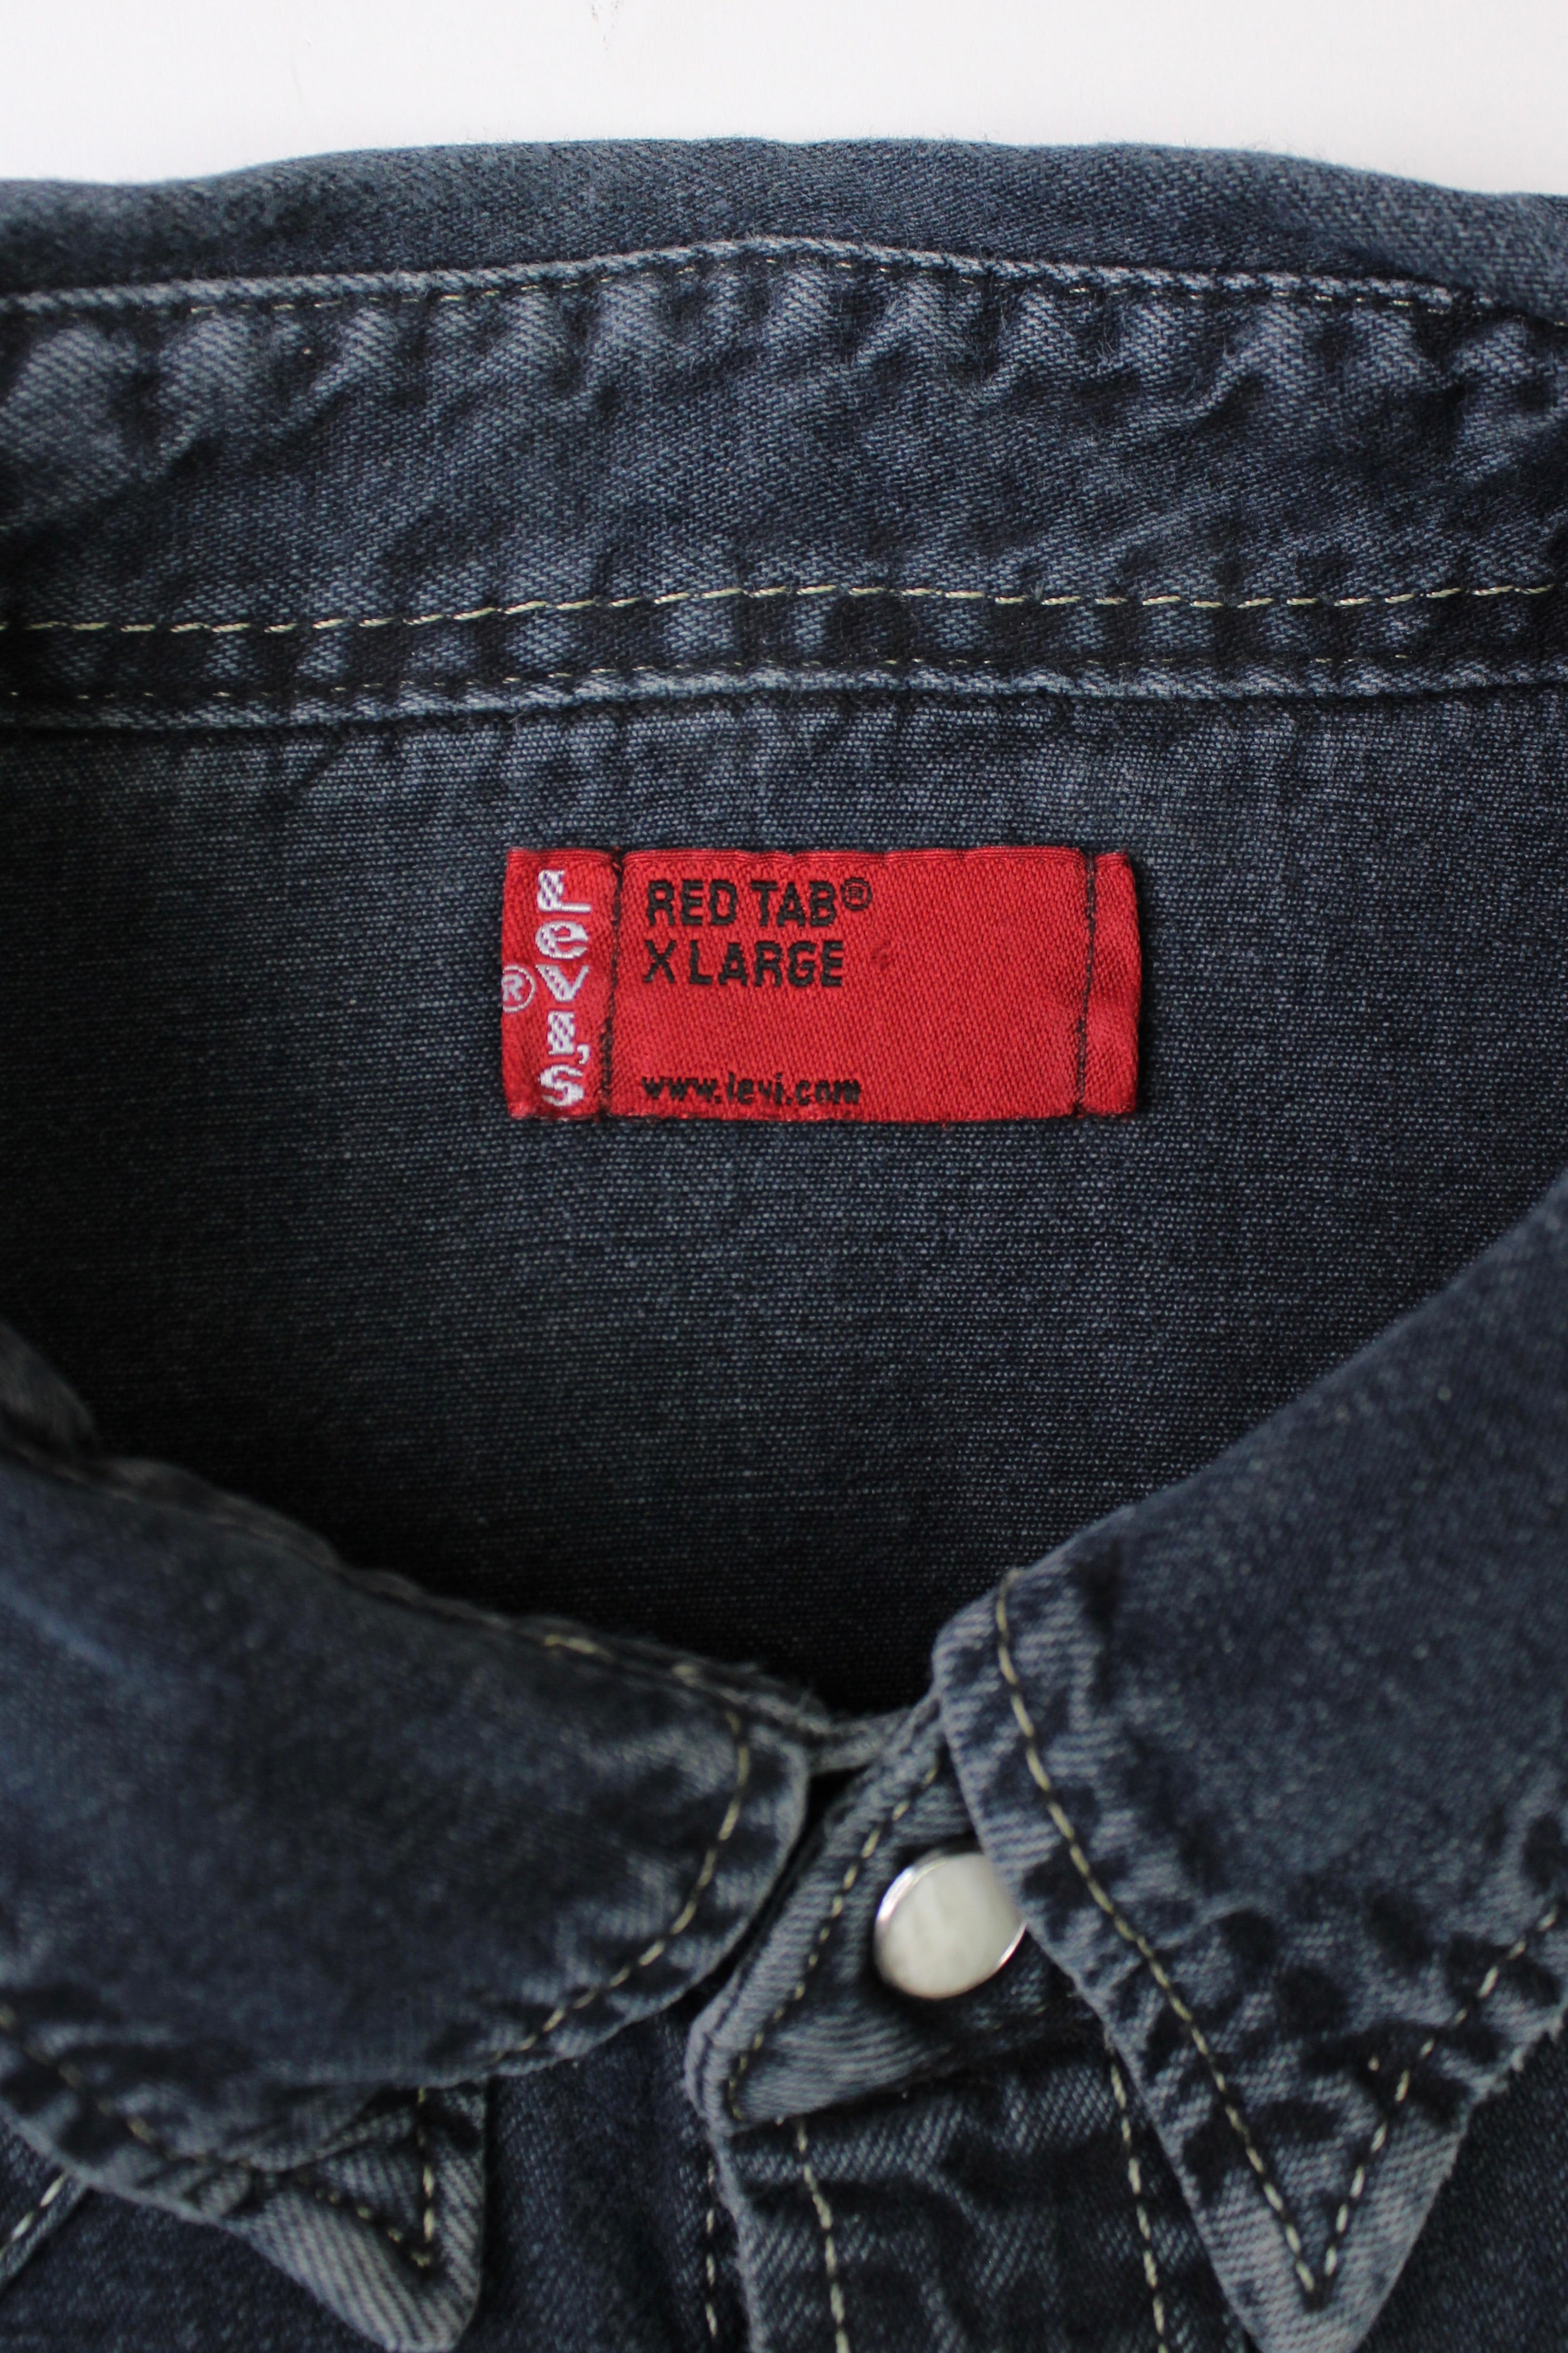 LEVI'S
®
RED TAB®
X LARGE
www.levi.com